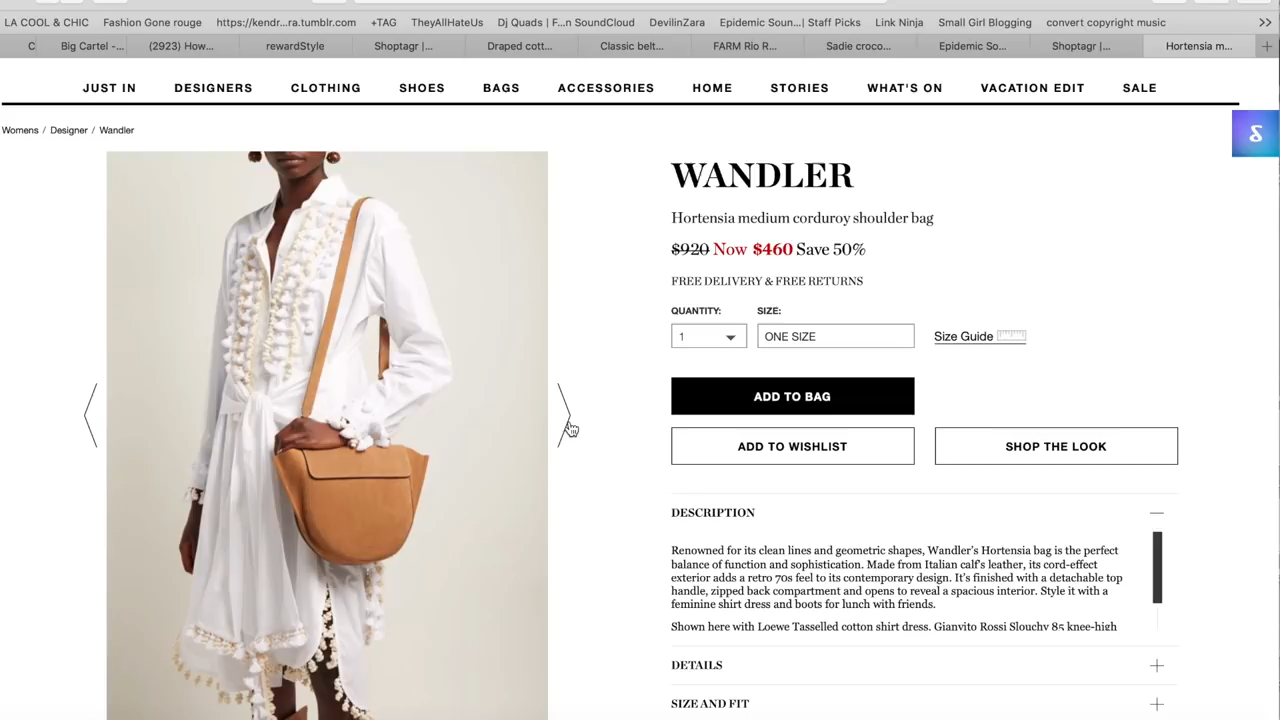 LA COOL & CHIC Fashion Gone rouge https://kendr...ra.tumblr.com +TAG TheyAllHateUs Dj Quads | F...n SoundCloud DevilinZara Epidemic Soun...| Staff Picks Link Ninja Small Girl Blogging convert copyright music >>
C Big Cartel -... (2923) How... rewardStyle Shoptagr |... Draped cott... Classic belt... FARM Rio R... Sadie croco... Epidemic So... Shoptagr |... Hortensia m... +
JUST IN DESIGNERS CLOTHING SHOES BAGS ACCESSORIES HOME STORIES WHAT'S ON VACATION EDIT SALE
Womens / Designer / Wandler
WANDLER
Hortensia medium corduroy shoulder bag
$920 Now $460 Save 50%
FREE DELIVERY & FREE RETURNS
QUANTITY: SIZE:
1 ONE SIZE Size Guide
ADD TO BAG
ADD TO WISHLIST SHOP THE LOOK
DESCRIPTION
Renowned for its clean lines and geometric shapes, Wandler's Hortensia bag is the perfect
balance of function and sophistication. Made from Italian calf's leather, its cord-effect
exterior adds a retro 70s feel to its contemporary design. It's finished with a detachable top
handle, zipped back compartment and opens to reveal a spacious interior. Style it with a
feminine shirt dress and boots for lunch with friends.
Shown here with Loewe Tasselled cotton shirt dress. Gianvito Rossi Slouchy 85 knee-high
DETAILS
SIZE AND FIT